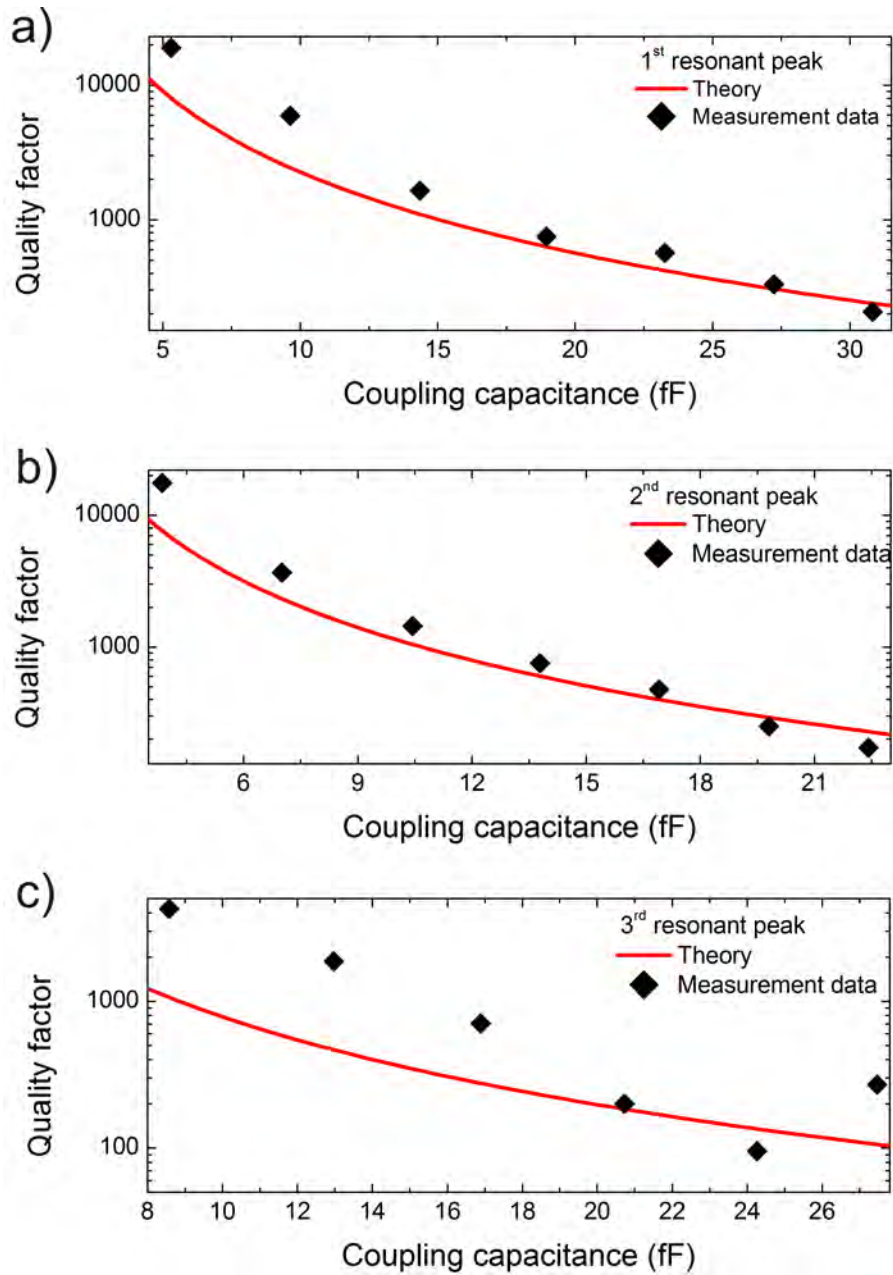 a)
1st resonant peak
Theory
Measurement data
10000
1000
Quality factor
5 10 15 20 25 30
Coupling capacitance (fF)
b)
2nd resonant peak
Theory
Measurement data
10000
1000
Quality factor
6 9 12 15 18 21
Coupling capacitance (fF)
c)
3rd resonant peak
Theory
Measurement data
1000
100
Quality factor
8 10 12 14 16 18 20 22 24 26
Coupling capacitance (fF)